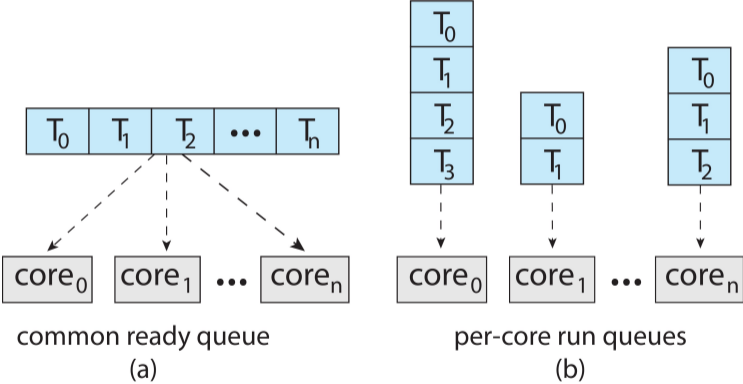 T₀ T₁ T₂ ••• Tₙ
core₀ core₁ ••• coreₙ
common ready queue
(a)
T₀
T₁
T₂
T₃
T₀
T₁
T₀
T₁
T₂
core₀ core₁ ••• coreₙ
per-core run queues
(b)